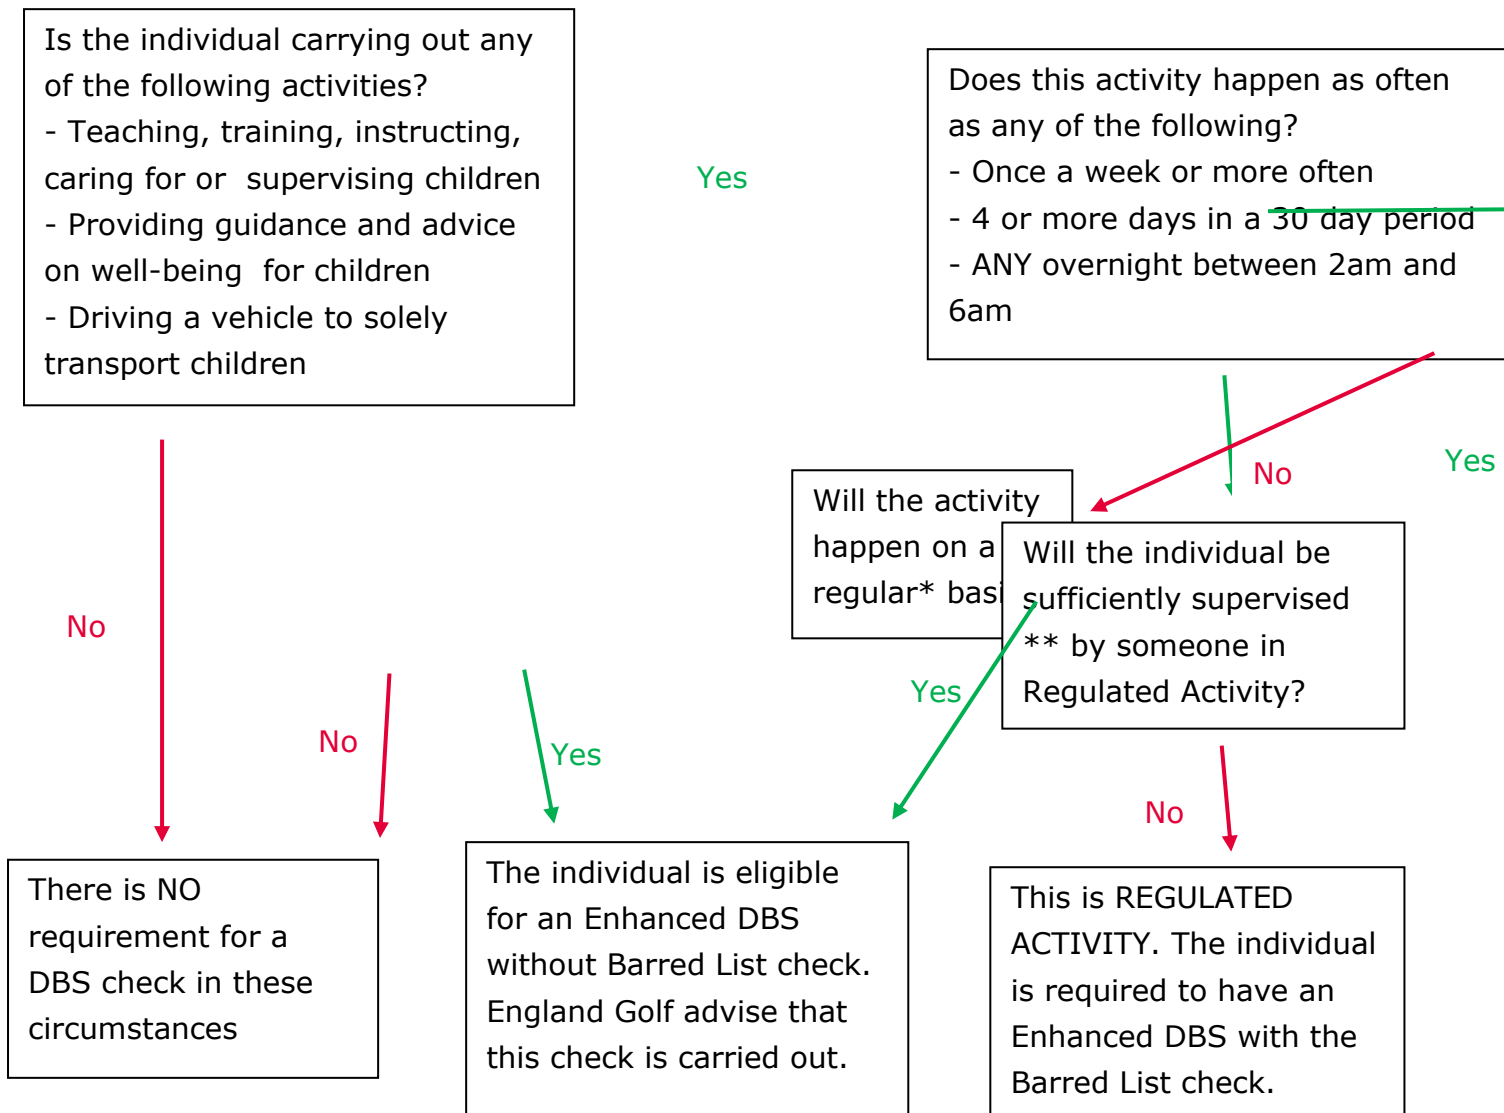 Is the individual carrying out any
of the following activities?
- Teaching, training, instructing,
caring for or  supervising children
- Providing guidance and advice
on well-being  for children
- Driving a vehicle to solely
transport children
Yes
Does this activity happen as often
as any of the following?
- Once a week or more often
- 4 or more days in a 30 day period
- ANY overnight between 2am and
6am
No
Yes
Will the activity
happen on a
regular* basi
Will the individual be
sufficiently supervised
** by someone in
Regulated Activity?
No
No
Yes
Yes
No
There is NO
requirement for a
DBS check in these
circumstances
The individual is eligible
for an Enhanced DBS
without Barred List check.
England Golf advise that
this check is carried out.
This is REGULATED
ACTIVITY. The individual
is required to have an
Enhanced DBS with the
Barred List check.